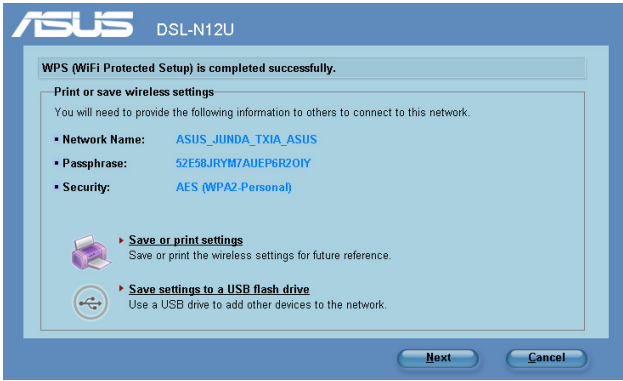 ASUS DSL-N12U
WPS (WiFi Protected Setup) is completed successfully.
Print or save wireless settings
You will need to provide the following information to others to connect to this network.
Network Name: ASUS_JUNDA_TXIA_ASUS
Passphrase: 52E58JRYM7AUEP6R2OIY
Security: AES (WPA2-Personal)
Save or print settings
Save or print the wireless settings for future reference.
Save settings to a USB flash drive
Use a USB drive to add other devices to the network.
Next Cancel